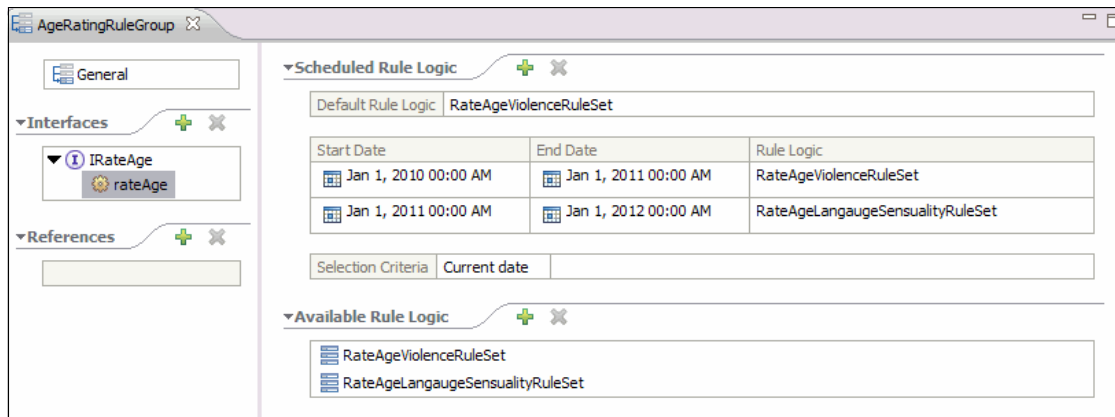 AgeRatingRuleGroup
General
Interfaces
IRateAge
rateAge
References
Scheduled Rule Logic
Default Rule Logic RateAgeViolenceRuleSet
Start Date End Date Rule Logic
Jan 1, 2010 00:00 AM Jan 1, 2011 00:00 AM RateAgeViolenceRuleSet
Jan 1, 2011 00:00 AM Jan 1, 2012 00:00 AM RateAgeLangaugeSensualityRuleSet
Selection Criteria Current date
Available Rule Logic
RateAgeViolenceRuleSet
RateAgeLangaugeSensualityRuleSet